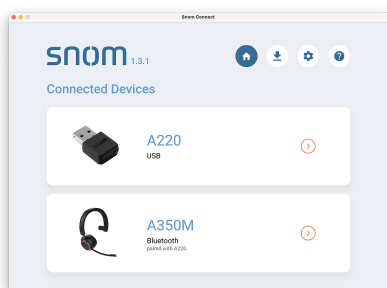 Snom Connect
snom 1.3.1
?
Connected Devices
A220
USB
A350M
Bluetooth
paired with A220